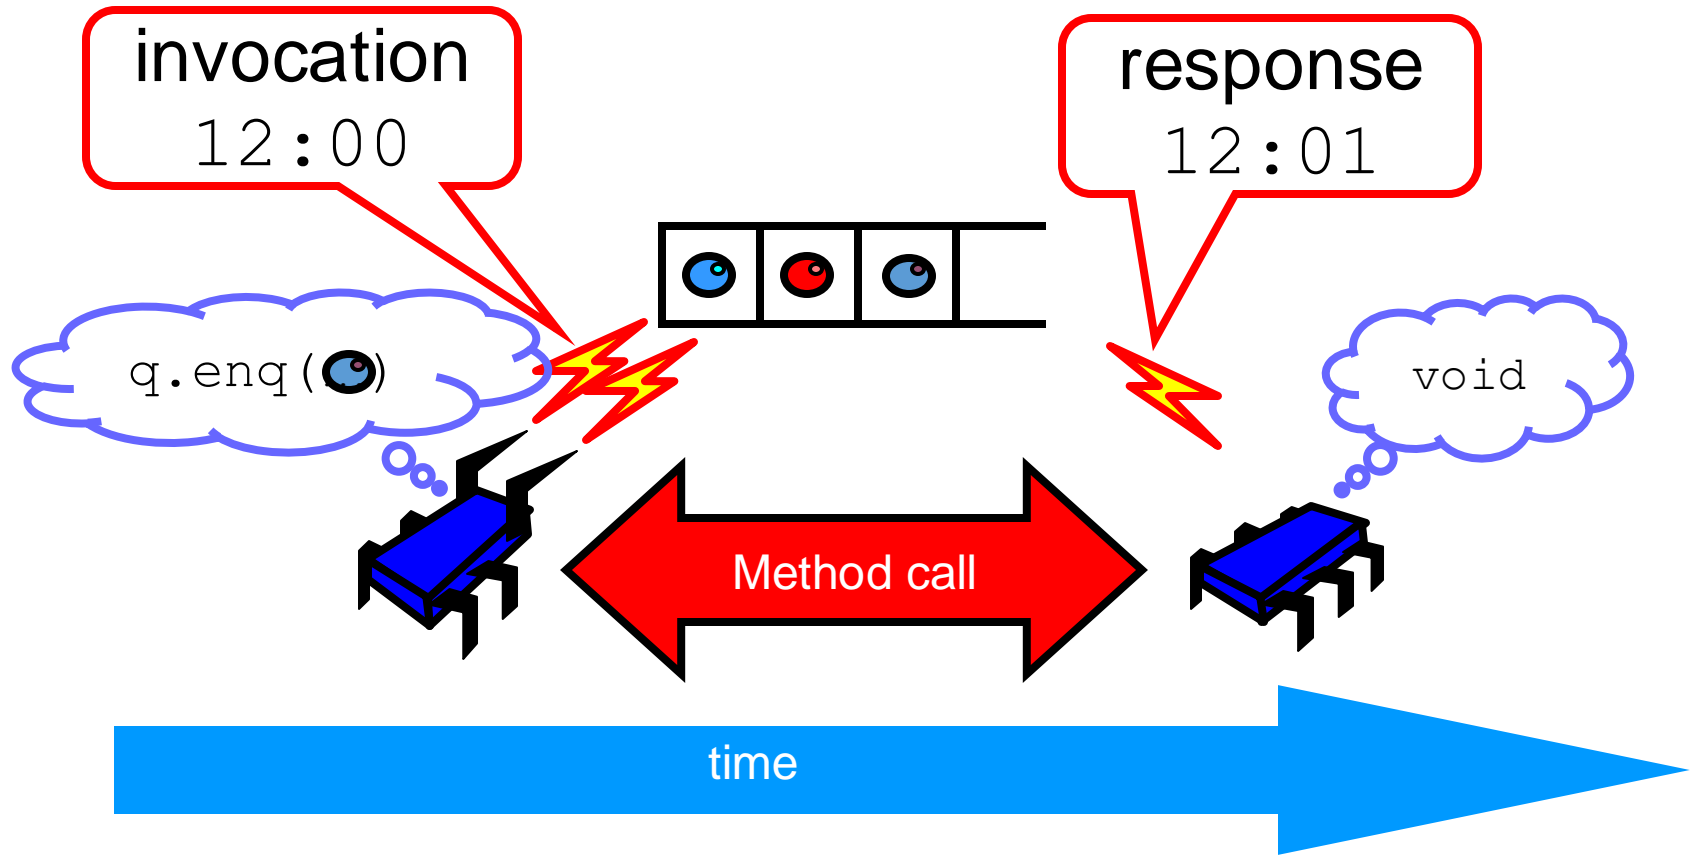 invocation
12:00
response
12:01
q.enq( )
void
Method call
time